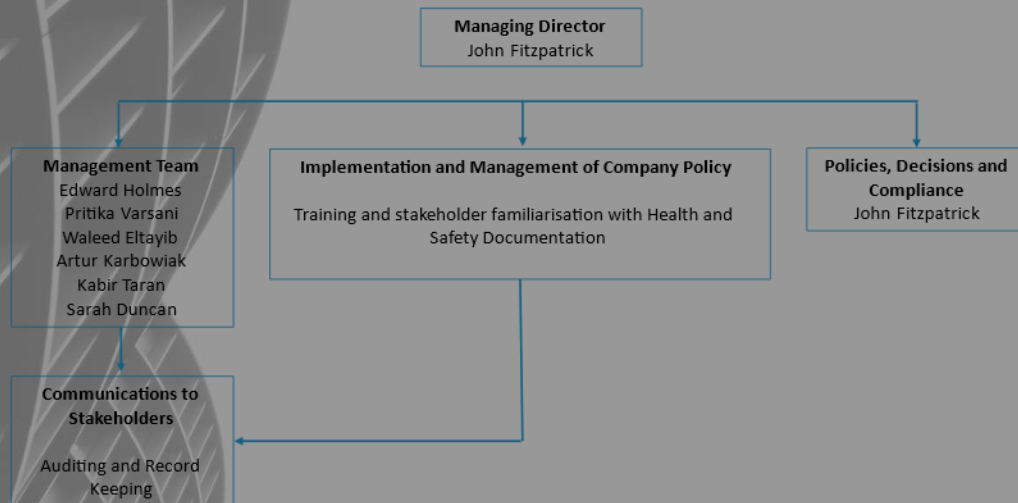 Managing Director
John Fitzpatrick
Management Team
Edward Holmes
Pritika Varsani
Waleed Eltayib
Artur Karbowiak
Kabir Taran
Sarah Duncan
Implementation and Management of Company Policy
Training and stakeholder familiarisation with Health and
Safety Documentation
Policies, Decisions and
Compliance
John Fitzpatrick
Communications to
Stakeholders
Auditing and Record
Keeping